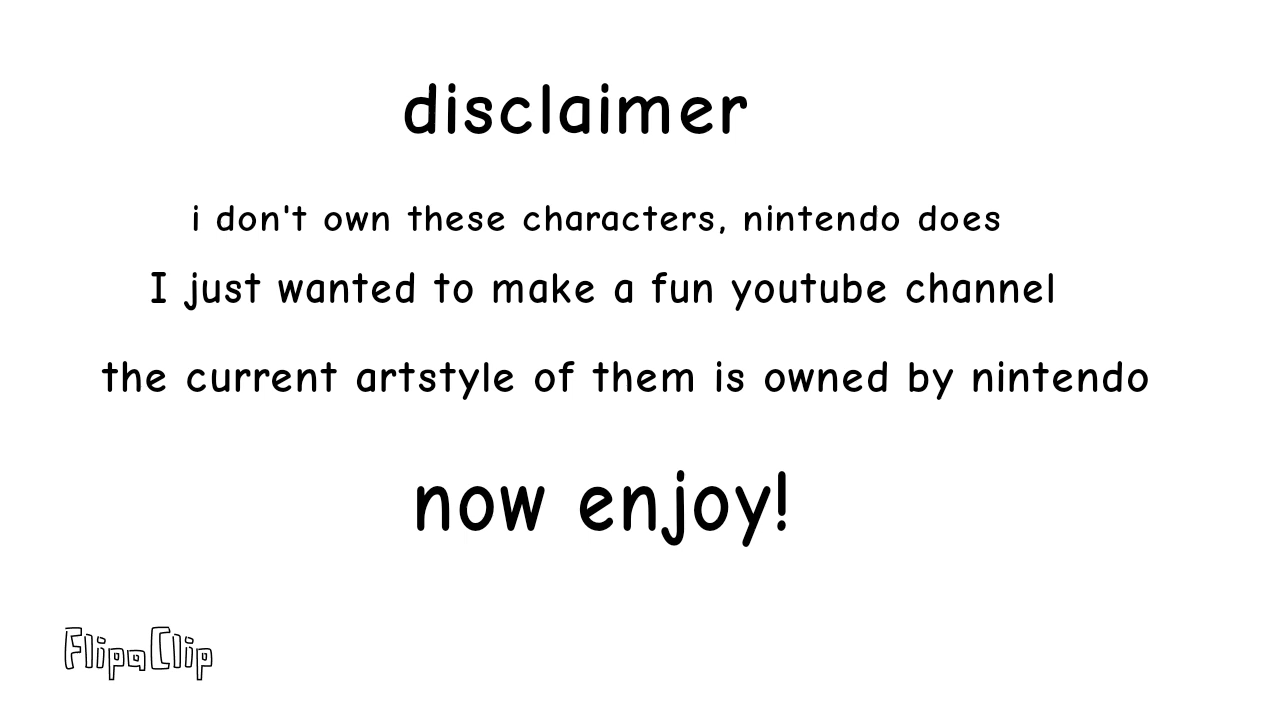 disclaimer
i don't own these characters, nintendo does
I just wanted to make a fun youtube channel
the current artstyle of them is owned by nintendo
now enjoy!
FlipaClip